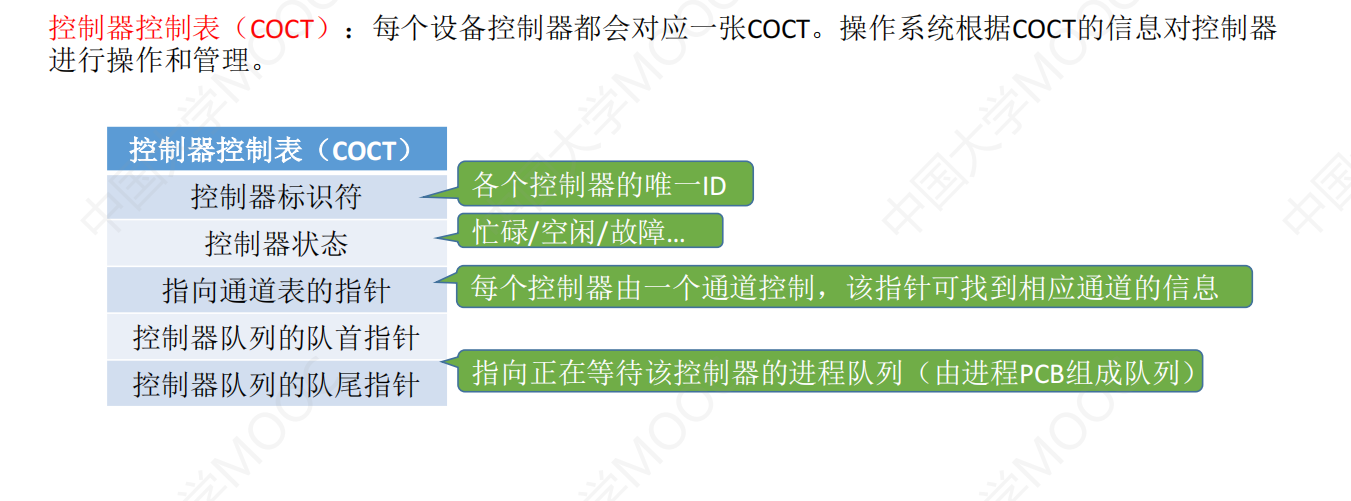 控制器控制表（COCT）：每个设备控制器都会对应一张COCT。操作系统根据COCT的信息对控制器
进行操作和管理。
控制器控制表（COCT）
控制器标识符
各个控制器的唯一ID
控制器状态
忙碌/空闲/故障...
指向通道表的指针
每个控制器由一个通道控制，该指针可找到相应通道的信息
控制器队列的队首指针
控制器队列的队尾指针
指向正在等待该控制器的进程队列（由进程PCB组成队列）
中国大学MOOC
中国大学MOOC